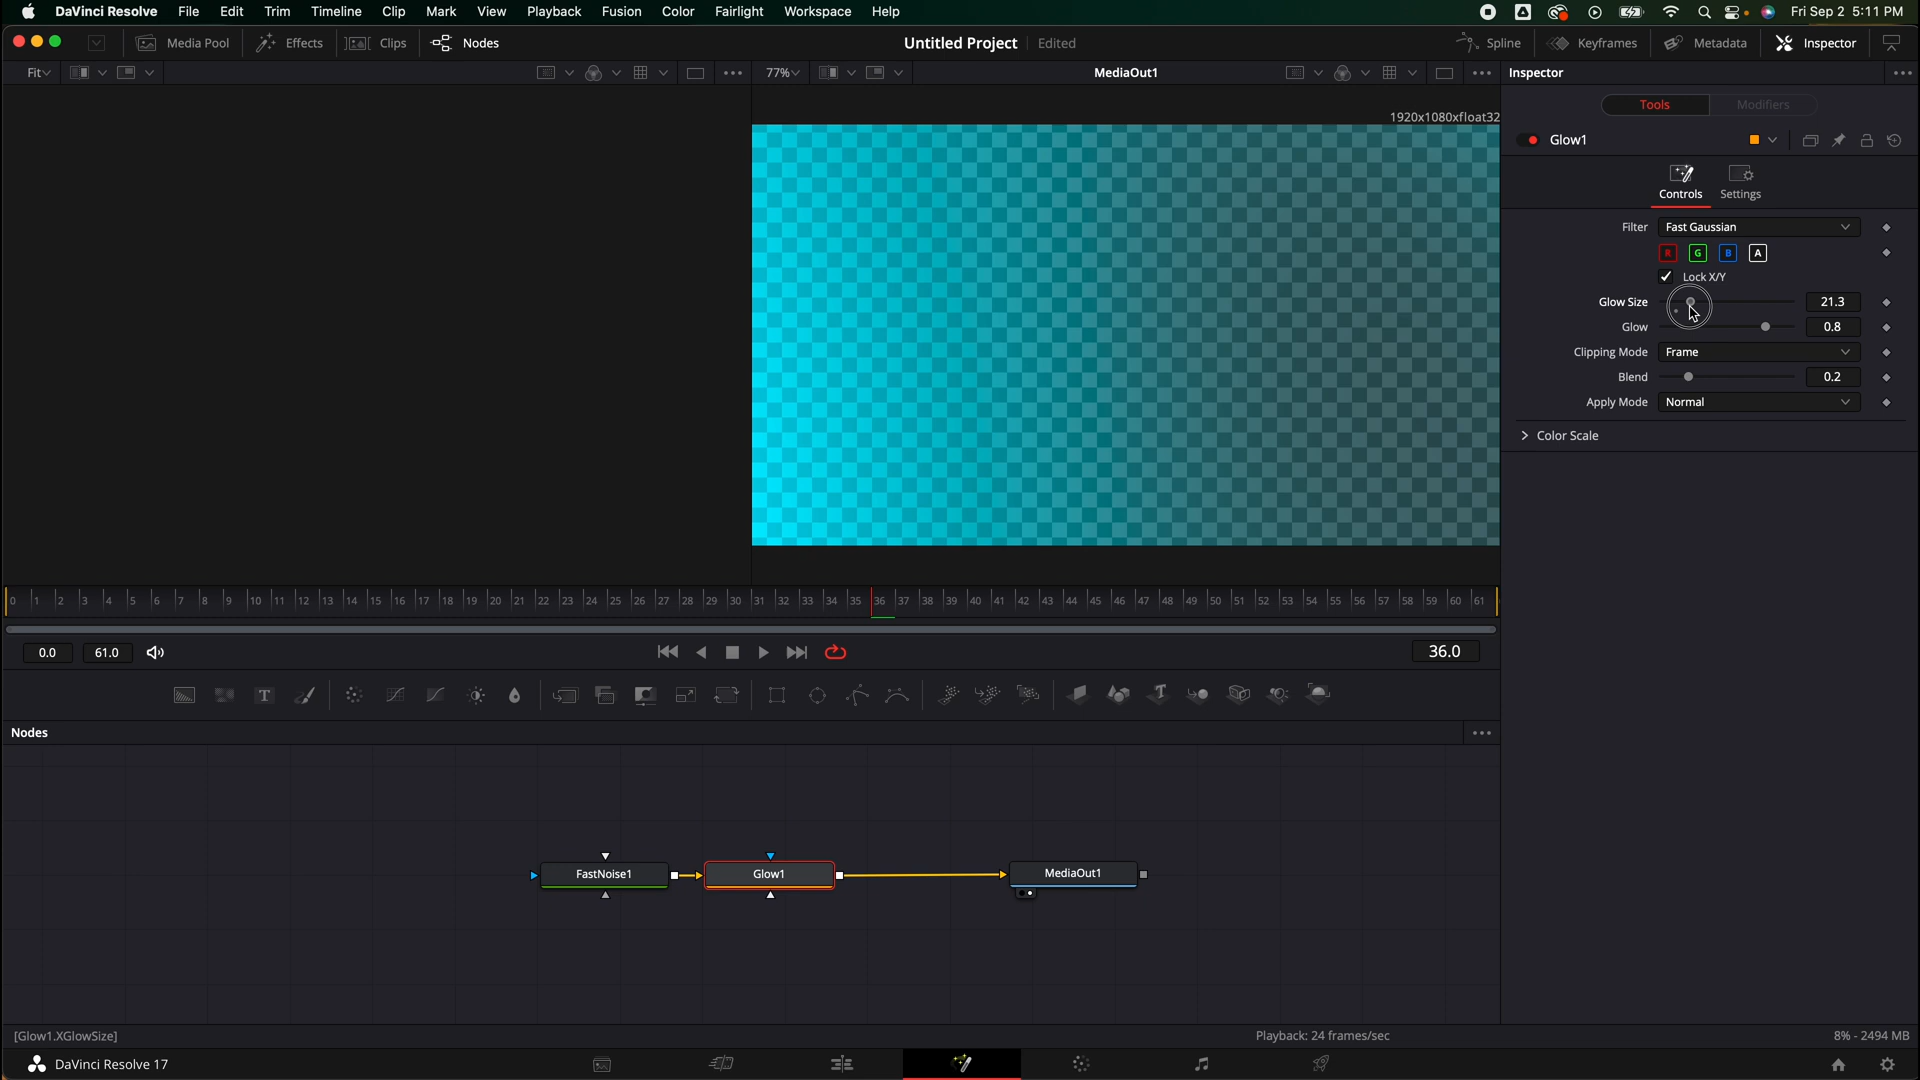 DaVinci Resolve File Edit Trim Timeline Clip Mark View Playback Fusion Color Fairlight Workspace Help Fri Sep 2 5:11 PM
Media Pool Effects Clips Nodes Untitled Project Edited Spline Keyframes Metadata Inspector
Fit 77% MediaOut1 Inspector
Tools Modifiers
1920x1080xfloat32
Glow1
Controls Settings
Filter Fast Gaussian
R G B A
Lock X/Y
Glow Size 21.3
Glow 0.8
Clipping Mode Frame
Blend 0.2
Apply Mode Normal
Color Scale
0 1 2 3 4 5 6 7 8 9 10 11 12 13 14 15 16 17 18 19 20 21 22 23 24 25 26 27 28 29 30 31 32 33 34 35 36 37 38 39 40 41 42 43 44 45 46 47 48 49 50 51 52 53 54 55 56 57 58 59 60 61
0.0 61.0 36.0
Nodes
FastNoise1 Glow1 MediaOut1
[Glow1.XGlowSize] Playback: 24 frames/sec 8% - 2494 MB
DaVinci Resolve 17